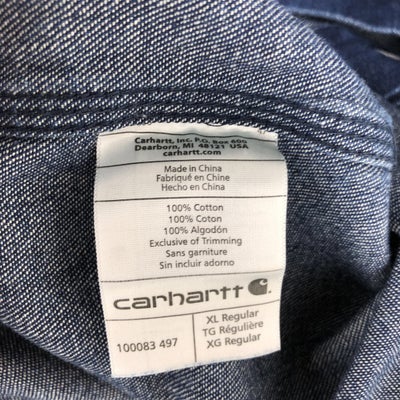 Carhartt, Inc. P.O. Box 600
Dearborn, MI 48121 USA
carhartt.com
Made in China
Fabriqué en Chine
Hecho en China
100% Cotton
100% Coton
100% Algodón
Exclusive of Trimming
Sans garniture
Sin incluir adorno
carhartt
100083 497
XL Regular
TG Régulière
XG Regular